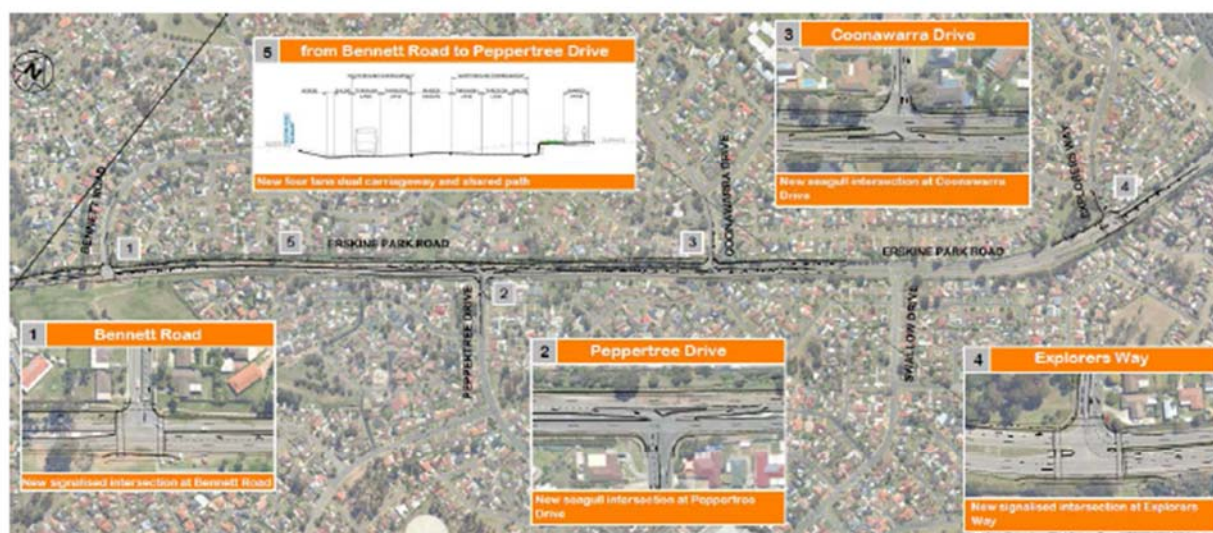 5 from Bennett Road to Peppertree Drive
New four lane dual carriageway and shared path
3 Coonawarra Drive
New seagull intersection at Coonawarra
Drive
BENNETT ROAD
1
5
ERSKINE PARK ROAD
3
COONAWARRA DRIVE
EXPLORERS WAY
4
ERSKINE PARK ROAD
2
PEPPERTREE DRIVE
SWALLOW DRIVE
1 Bennett Road
New signalised intersection at Bennett Road
2 Peppertree Drive
New seagull intersection at Peppertree
Drive
4 Explorers Way
New signalised intersection at Explorers
Way